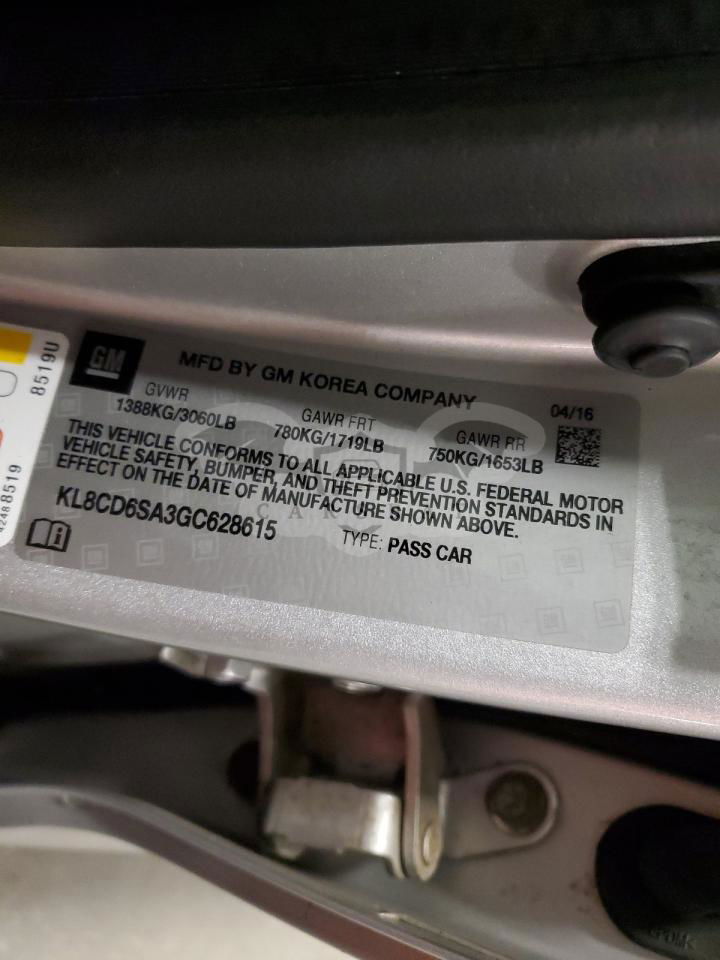 GM
MFD BY GM KOREA COMPANY
04/16
GVWR
1388KG/3060LB
GAWR FRT
780KG/1719LB
GAWR RR
750KG/1653LB
THIS VEHICLE CONFORMS TO ALL APPLICABLE U.S. FEDERAL MOTOR
VEHICLE SAFETY, BUMPER, AND THEFT PREVENTION STANDARDS IN
EFFECT ON THE DATE OF MANUFACTURE SHOWN ABOVE.
KL8CD6SA3GC628615
TYPE: PASS CAR
8519U
42488519